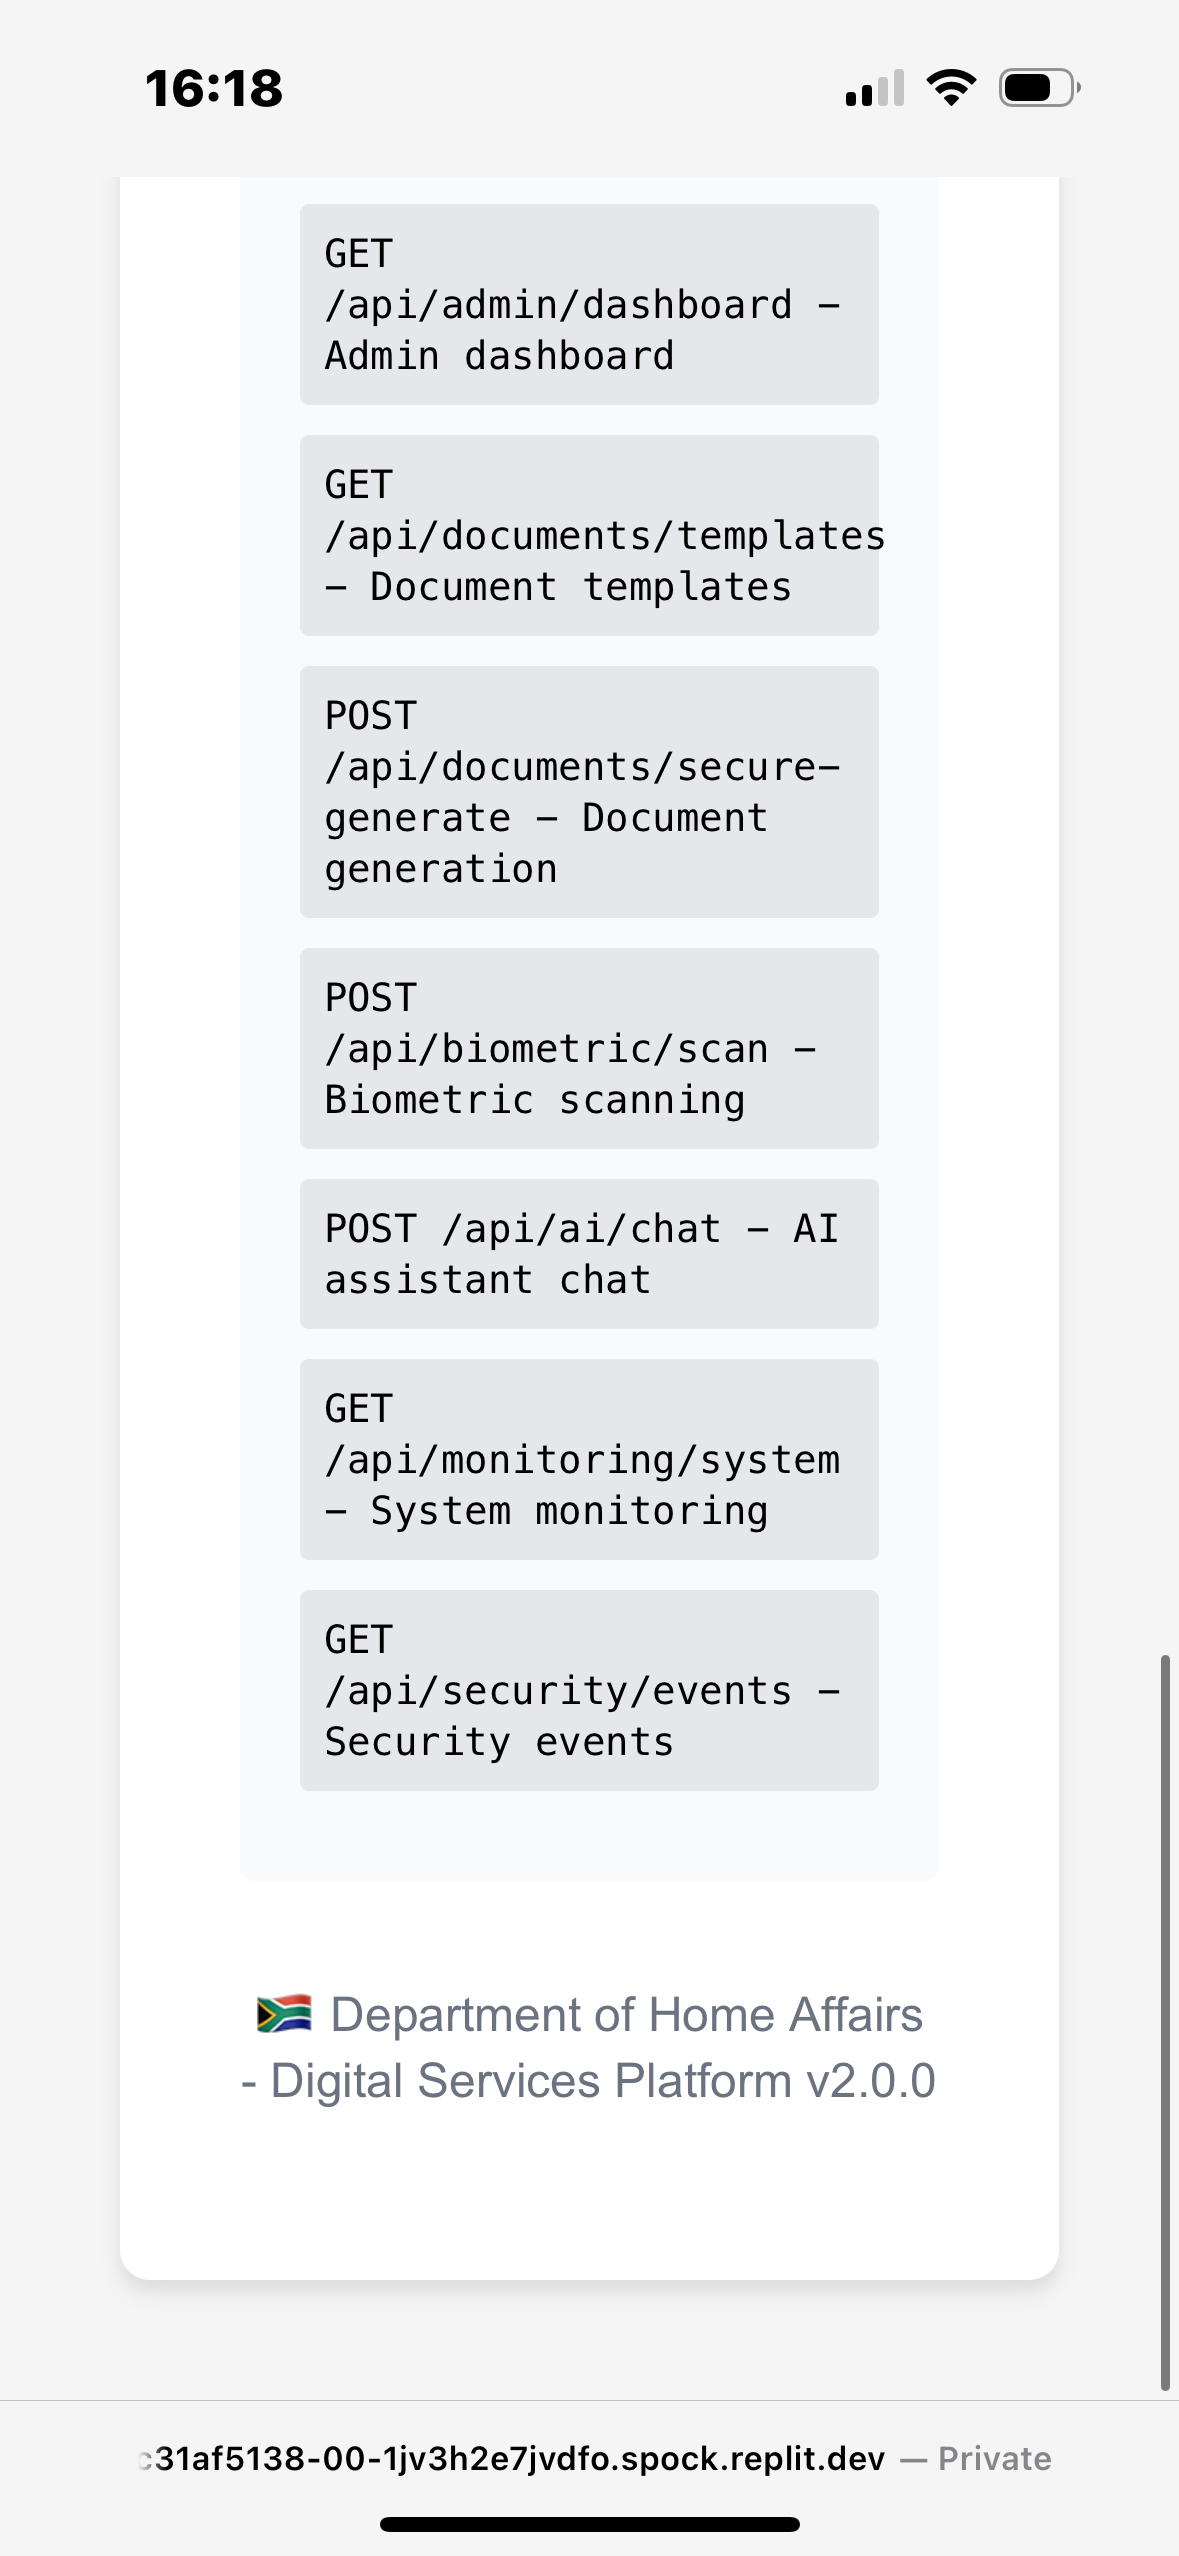 16:18
GET
/api/admin/dashboard -
Admin dashboard
GET
/api/documents/templates
- Document templates
POST
/api/documents/secure-
generate - Document
generation
POST
/api/biometric/scan -
Biometric scanning
POST /api/ai/chat - AI
assistant chat
GET
/api/monitoring/system
- System monitoring
GET
/api/security/events -
Security events
🇿🇦 Department of Home Affairs
- Digital Services Platform v2.0.0
c31af5138-00-1jv3h2e7jvdfo.spock.replit.dev — Private